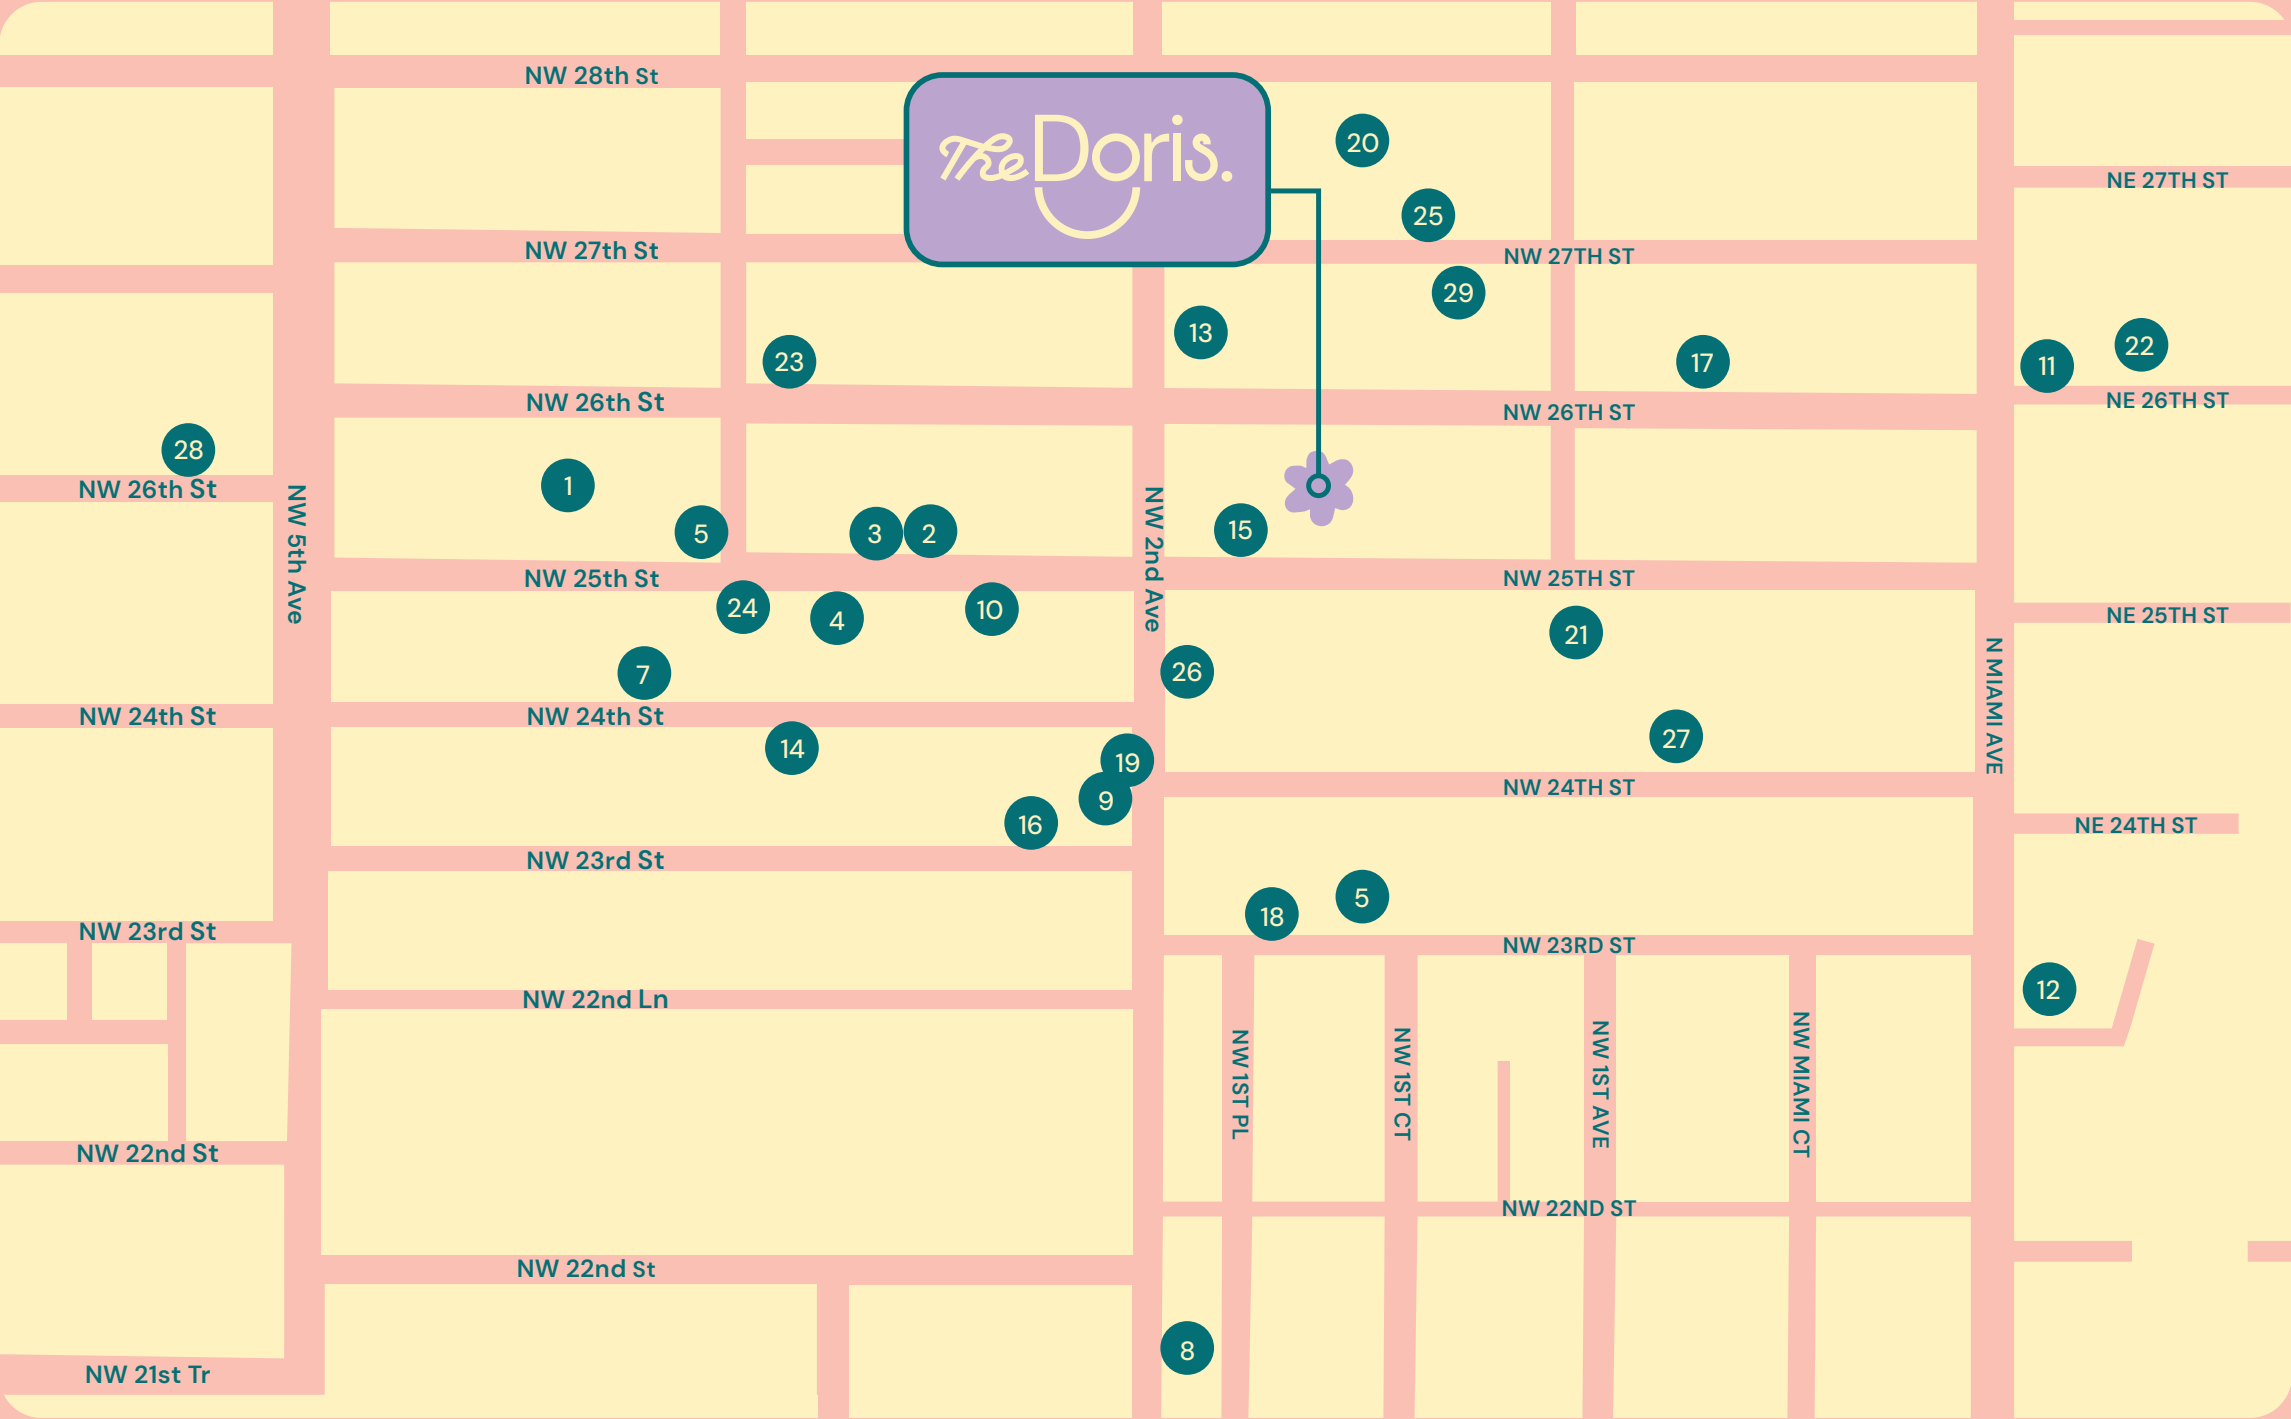 NW 28th St
The Doris.
20
NE 27TH ST
25
NW 27th St
NW 27TH ST
29
13
23
17
11
22
NW 26th St
NW 26TH ST
NE 26TH ST
28
NW 26th St
1
NW 5th Ave
NW 2nd Ave
5
3
2
15
NW 25th St
NW 25TH ST
24
4
10
NE 25TH ST
21
7
26
N MIAMI AVE
NW 24th St
NW 24th St
27
14
19
NW 24TH ST
9
16
NE 24TH ST
NW 23rd St
5
18
NW 23rd St
NW 23RD ST
12
NW 22nd Ln
NW 1ST PL
NW 1ST CT
NW 1ST AVE
NW MIAMI CT
NW 22nd St
NW 22ND ST
NW 22nd St
8
NW 21st Tr